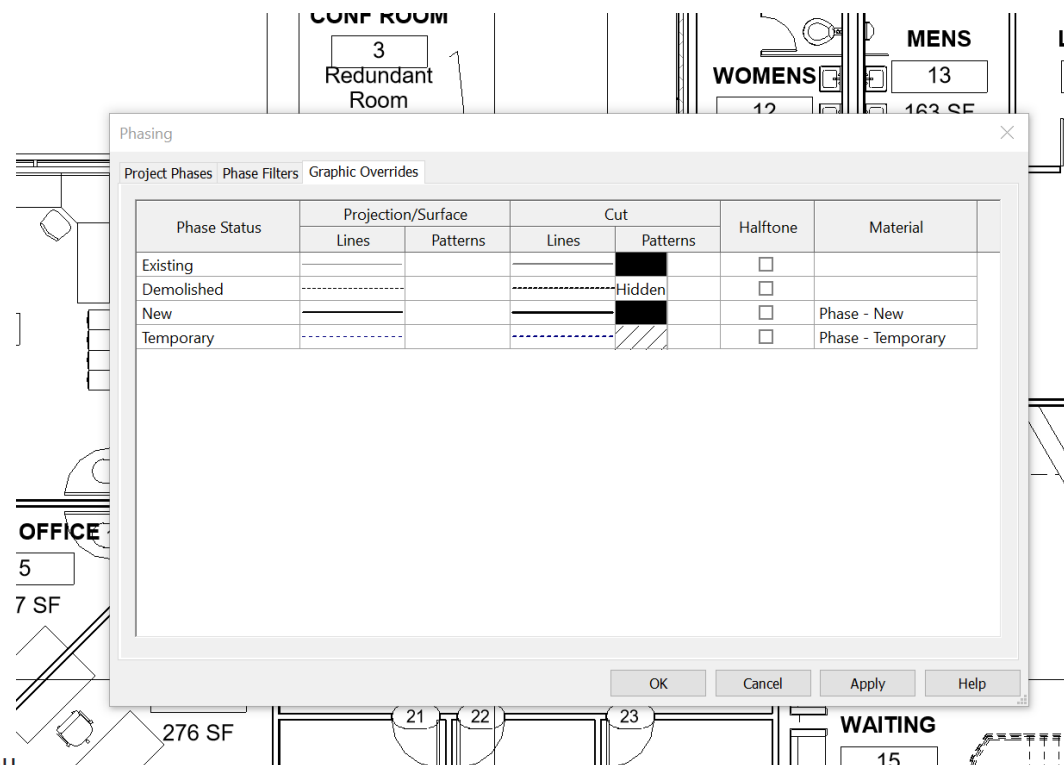 CONF ROOM
3
Redundant
Room
MENS
13
163 SF
WOMENS
12
Phasing
Project Phases Phase Filters Graphic Overrides
Phase Status Projection/Surface Cut Halftone Material
Lines Patterns Lines Patterns
Existing
Demolished Hidden
New Phase - New
Temporary Phase - Temporary
OK Cancel Apply Help
OFFICE
5
7 SF
276 SF
21 22 23
WAITING
15